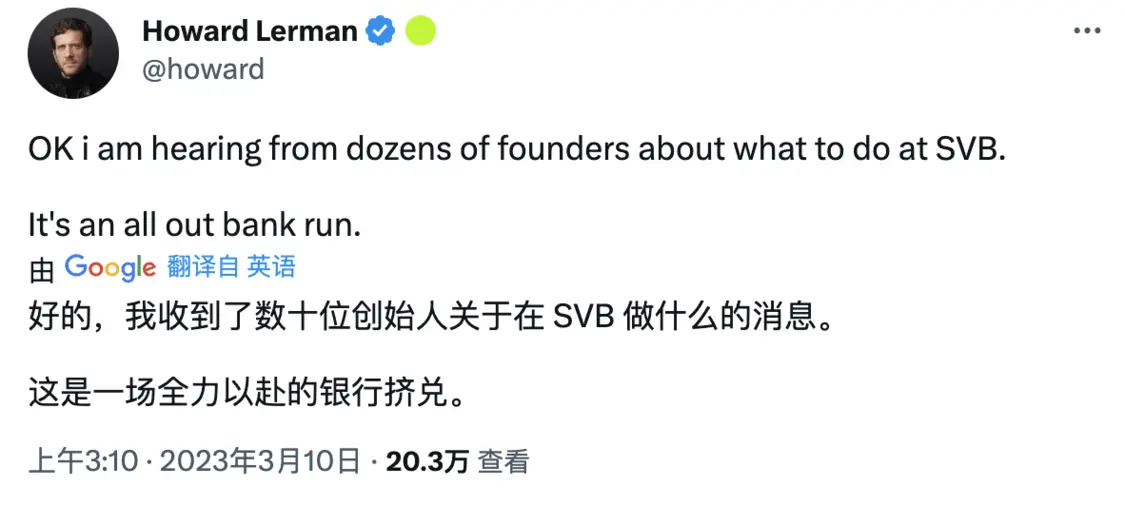 Howard Lerman
@howard
OK i am hearing from dozens of founders about what to do at SVB.
It's an all out bank run.
由 Google 翻译自 英语
好的，我收到了数十位创始人关于在 SVB 做什么的消息。
这是一场全力以赴的银行挤兑。
上午3:10 · 2023年3月10日 · 20.3万 查看